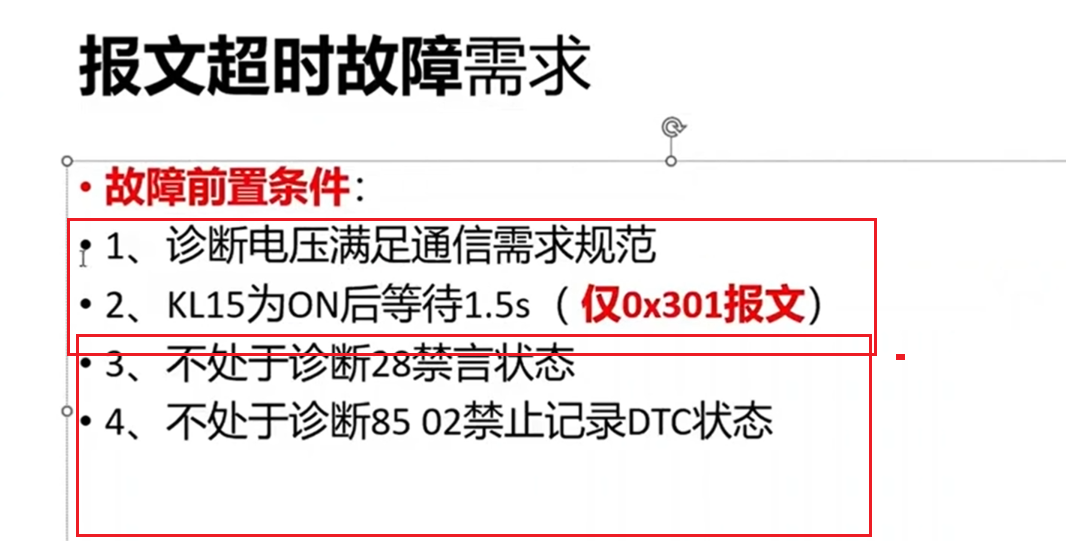 报文超时故障需求
• 故障前置条件：
• 1、诊断电压满足通信需求规范
• 2、KL15为ON后等待1.5s（仅0x301报文）
• 3、不处于诊断28禁言状态
• 4、不处于诊断85 02禁止记录DTC状态